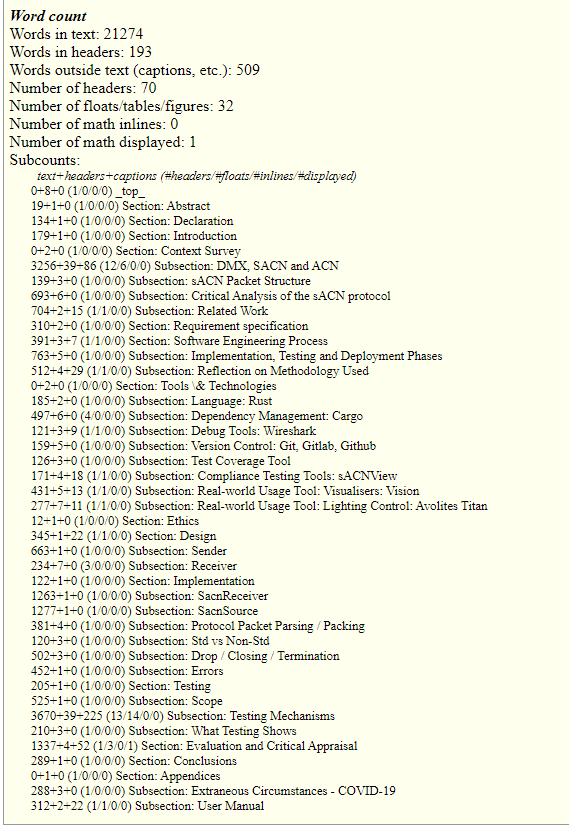 Word count
Words in text: 21274
Words in headers: 193
Words outside text (captions, etc.): 509
Number of headers: 70
Number of floats/tables/figures: 32
Number of math inlines: 0
Number of math displayed: 1
Subcounts:
text+headers+captions (#headers/#floats/#inlines/#displayed)
0+8+0 (1/0/0/0) _top_
19+1+0 (1/0/0/0) Section: Abstract
134+1+0 (1/0/0/0) Section: Declaration
179+1+0 (1/0/0/0) Section: Introduction
0+2+0 (1/0/0/0) Section: Context Survey
3256+39+86 (12/6/0/0) Subsection: DMX, SACN and ACN
139+3+0 (1/0/0/0) Subsection: sACN Packet Structure
693+6+0 (1/0/0/0) Subsection: Critical Analysis of the sACN protocol
704+2+15 (1/1/0/0) Subsection: Related Work
310+2+0 (1/0/0/0) Section: Requirement specification
391+3+7 (1/1/0/0) Section: Software Engineering Process
763+5+0 (1/0/0/0) Subsection: Implementation, Testing and Deployment Phases
512+4+29 (1/1/0/0) Subsection: Reflection on Methodology Used
0+2+0 (1/0/0/0) Section: Tools \& Technologies
185+2+0 (1/0/0/0) Subsection: Language: Rust
497+6+0 (4/0/0/0) Subsection: Dependency Management: Cargo
121+3+9 (1/1/0/0) Subsection: Debug Tools: Wireshark
159+5+0 (1/0/0/0) Subsection: Version Control: Git, Gitlab, Github
126+3+0 (1/0/0/0) Subsection: Test Coverage Tool
171+4+18 (1/1/0/0) Subsection: Compliance Testing Tools: sACNView
431+5+13 (1/1/0/0) Subsection: Real-world Usage Tool: Visualisers: Vision
277+7+11 (1/1/0/0) Subsection: Real-world Usage Tool: Lighting Control: Avolites Titan
12+1+0 (1/0/0/0) Section: Ethics
345+1+22 (1/1/0/0) Section: Design
663+1+0 (1/0/0/0) Subsection: Sender
234+7+0 (3/0/0/0) Subsection: Receiver
122+1+0 (1/0/0/0) Section: Implementation
1263+1+0 (1/0/0/0) Subsection: SacnReceiver
1277+1+0 (1/0/0/0) Subsection: SacnSource
381+4+0 (1/0/0/0) Subsection: Protocol Packet Parsing / Packing
120+3+0 (1/0/0/0) Subsection: Std vs Non-Std
502+3+0 (1/0/0/0) Subsection: Drop / Closing / Termination
452+1+0 (1/0/0/0) Subsection: Errors
205+1+0 (1/0/0/0) Section: Testing
525+1+0 (1/0/0/0) Subsection: Scope
3670+39+225 (13/14/0/0) Subsection: Testing Mechanisms
210+3+0 (1/0/0/0) Subsection: What Testing Shows
1337+4+52 (1/3/0/1) Section: Evaluation and Critical Appraisal
289+1+0 (1/0/0/0) Section: Conclusions
0+1+0 (1/0/0/0) Section: Appendices
288+3+0 (1/0/0/0) Subsection: Extraneous Circumstances - COVID-19
312+2+22 (1/1/0/0) Subsection: User Manual